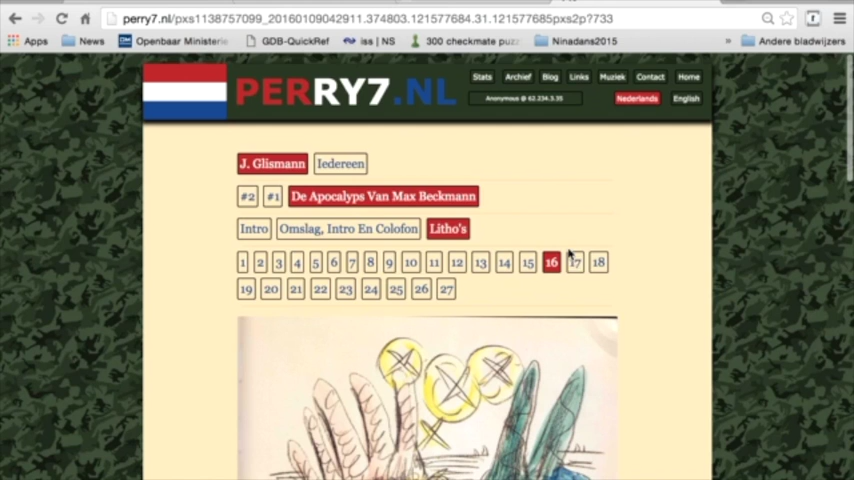 perry7.nl/pxs1138757099_20160109042911.374803.121577684.31.121577685pxs2p?733
Apps News Openbaar Ministerie GDB-QuickRef iss | NS 300 checkmate puz Ninadans2015 » Andere bladwijzers
PERRY7.NL
Stats Archief Blog Links Muziek Contact Home
Anonymous @ 62.234.5.35 Nederlands English
J. Glismann Iedereen
#2 #1 De Apocalyps Van Max Beckmann
Intro Omslag, Intro En Colofon Litho's
1 2 3 4 5 6 7 8 9 10 11 12 13 14 15 16 17 18
19 20 21 22 23 24 25 26 27